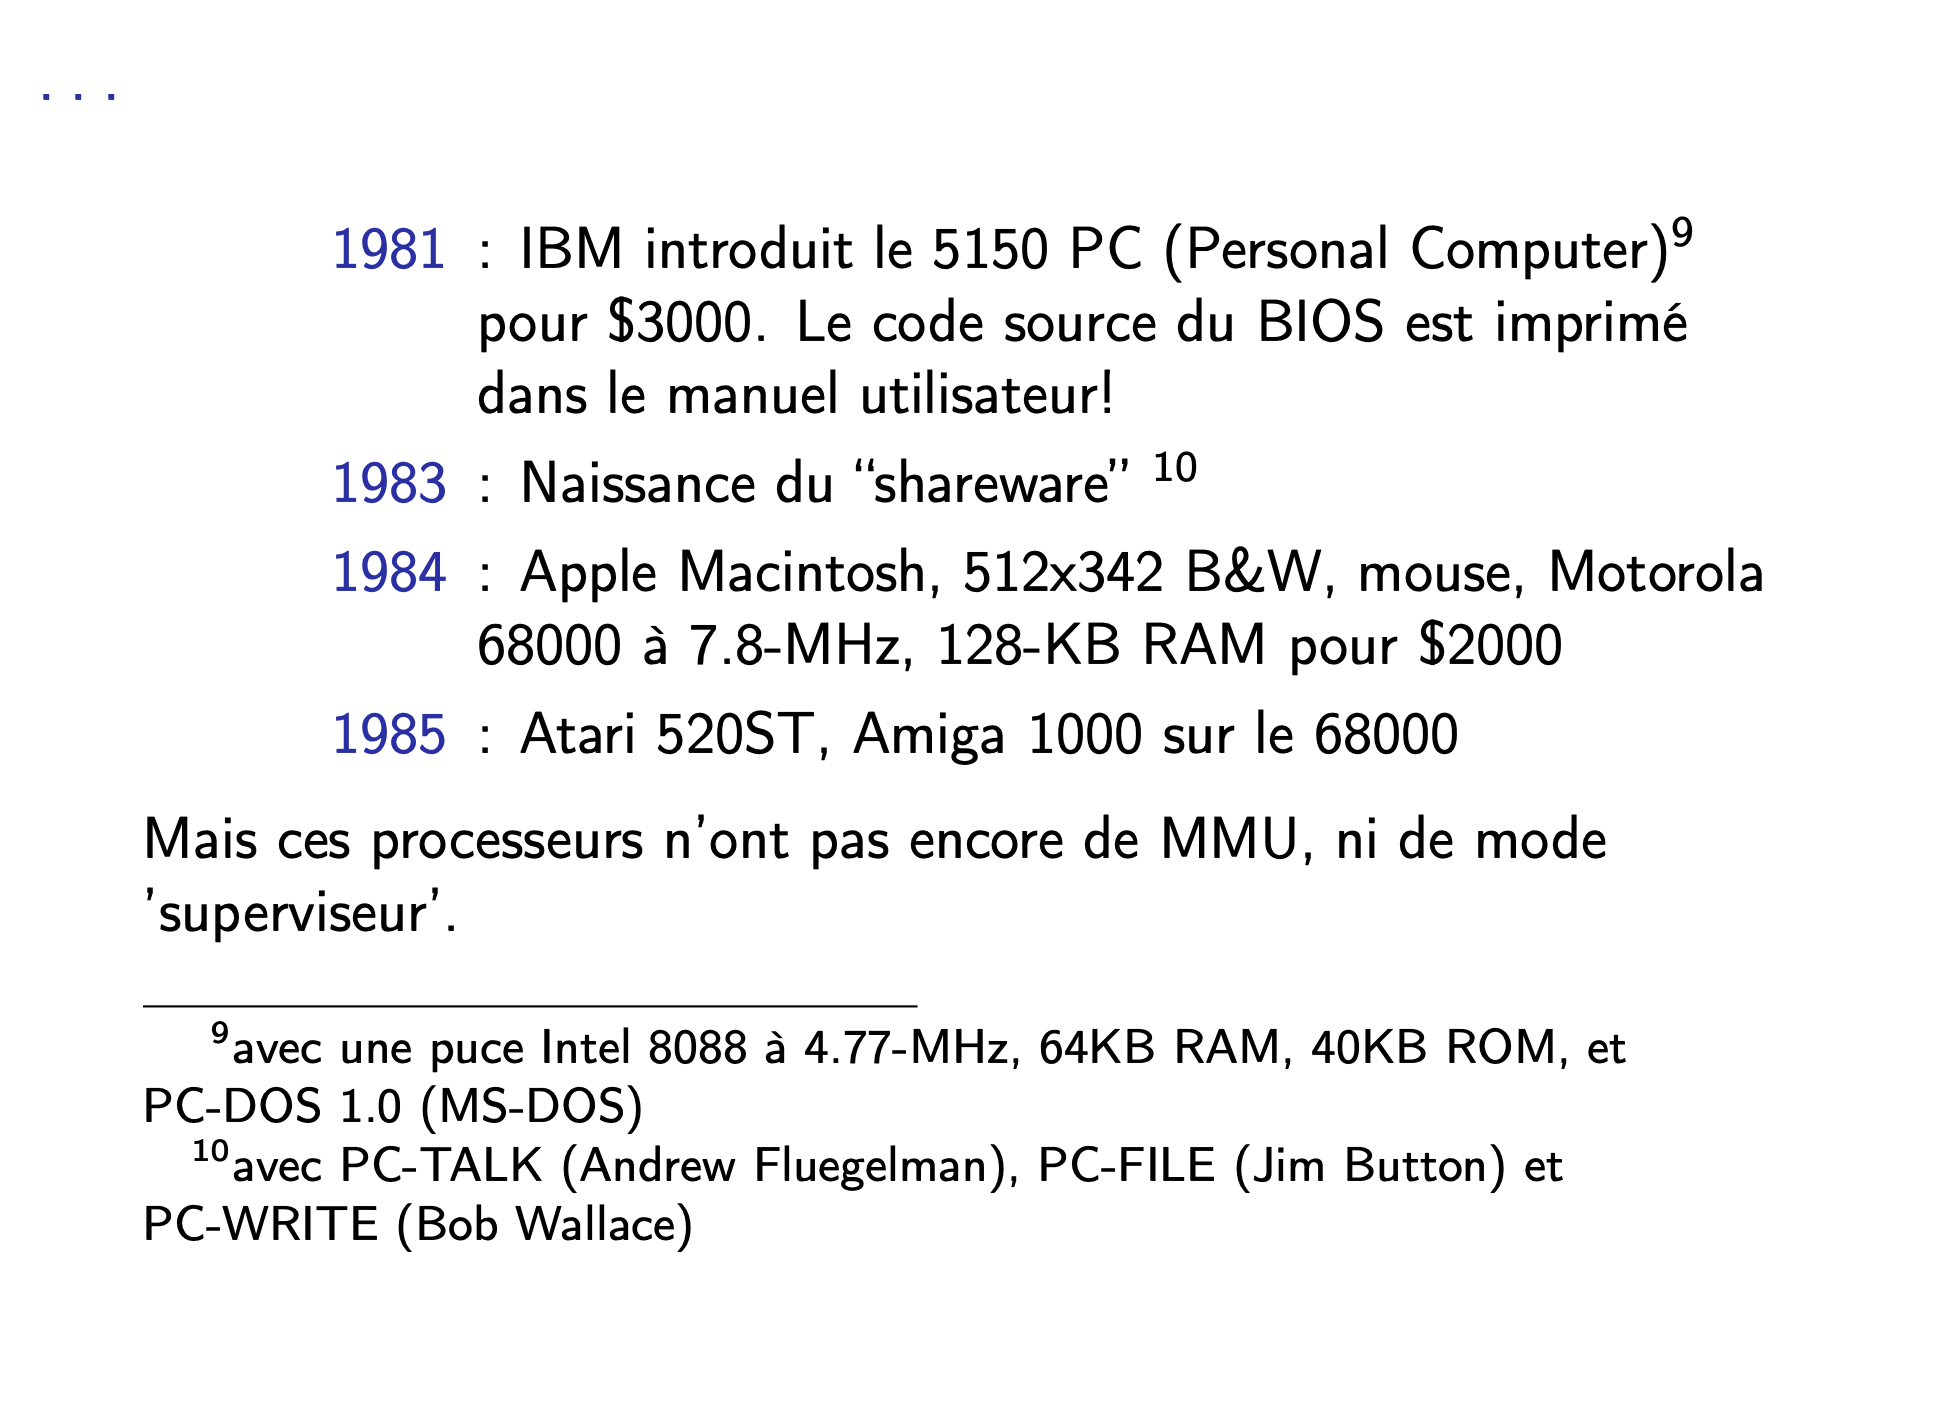 . . .
1981 : IBM introduit le 5150 PC (Personal Computer)⁹
pour $3000. Le code source du BIOS est imprimé
dans le manuel utilisateur!
1983 : Naissance du “shareware” ¹⁰
1984 : Apple Macintosh, 512x342 B&W, mouse, Motorola
68000 à 7.8-MHz, 128-KB RAM pour $2000
1985 : Atari 520ST, Amiga 1000 sur le 68000
Mais ces processeurs n’ont pas encore de MMU, ni de mode
’superviseur’.
⁹avec une puce Intel 8088 à 4.77-MHz, 64KB RAM, 40KB ROM, et
PC-DOS 1.0 (MS-DOS)
¹⁰avec PC-TALK (Andrew Fluegelman), PC-FILE (Jim Button) et
PC-WRITE (Bob Wallace)